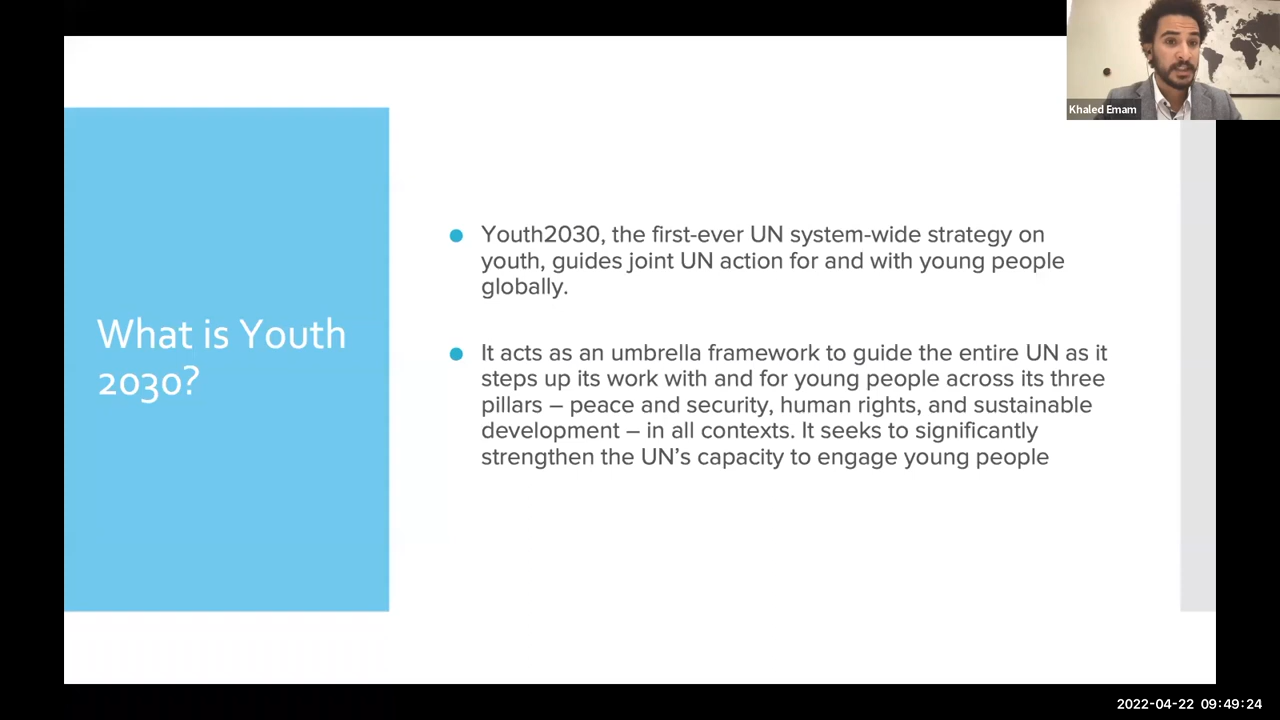 Khaled Emam
What is Youth
2030?
Youth2030, the first-ever UN system-wide strategy on
youth, guides joint UN action for and with young people
globally.
It acts as an umbrella framework to guide the entire UN as it
steps up its work with and for young people across its three
pillars – peace and security, human rights, and sustainable
development – in all contexts. It seeks to significantly
strengthen the UN’s capacity to engage young people
2022-04-22 09:49:24